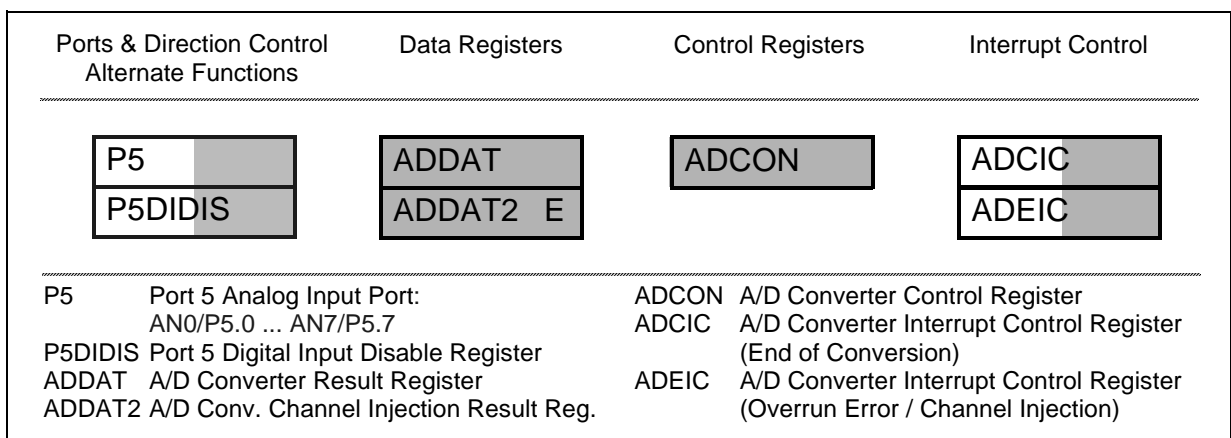 Ports & Direction Control Data Registers Control Registers Interrupt Control
Alternate Functions
P5 ADDAT ADCON ADCIC
P5DIDIS ADDAT2 E ADEIC
P5 Port 5 Analog Input Port:
AN0/P5.0 ... AN7/P5.7
P5DIDIS Port 5 Digital Input Disable Register
ADDAT A/D Converter Result Register
ADDAT2 A/D Conv. Channel Injection Result Reg.
ADCON A/D Converter Control Register
ADCIC A/D Converter Interrupt Control Register
(End of Conversion)
ADEIC A/D Converter Interrupt Control Register
(Overrun Error / Channel Injection)